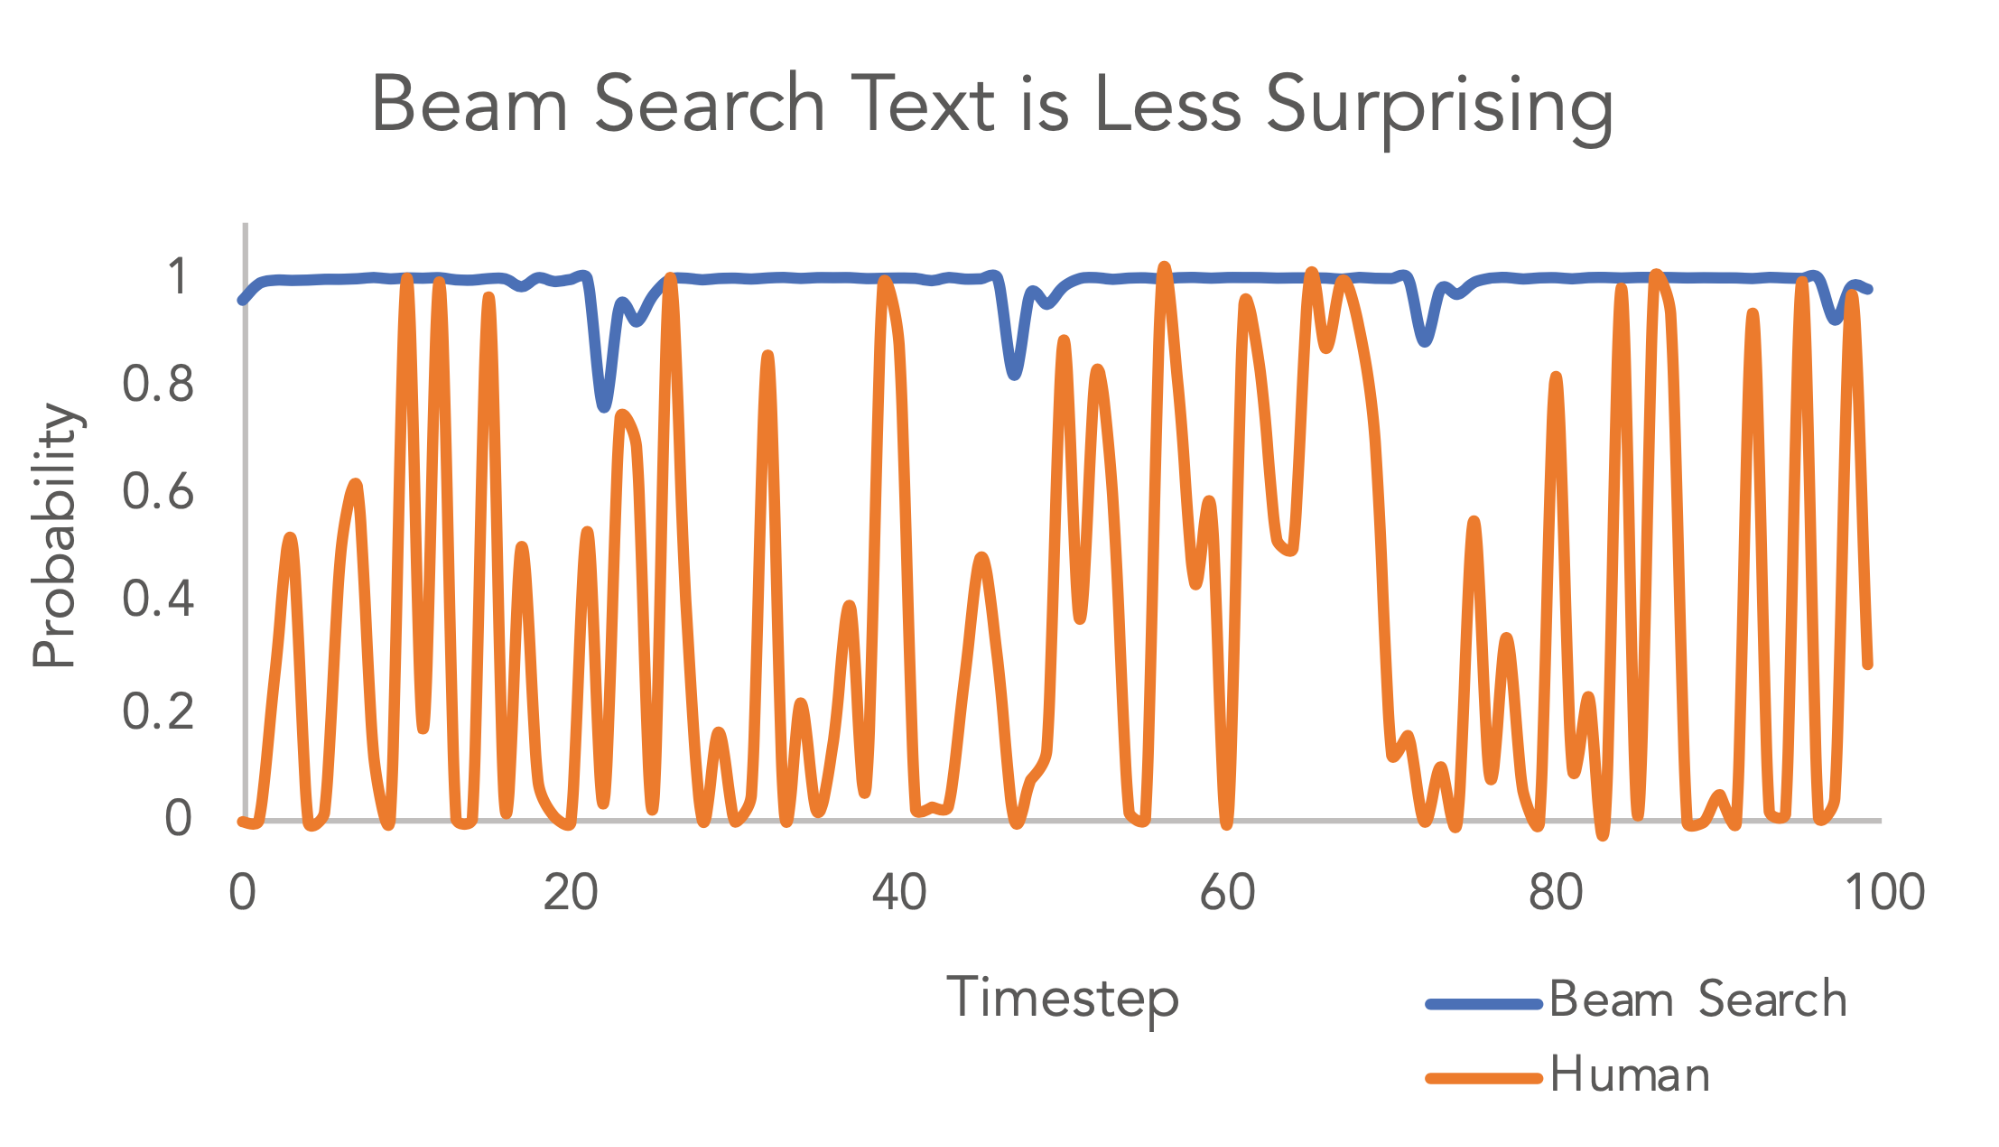 Beam Search Text is Less Surprising
Probability
1
0.8
0.6
0.4
0.2
0
0 20 40 60 80 100
Timestep
Beam Search
Human